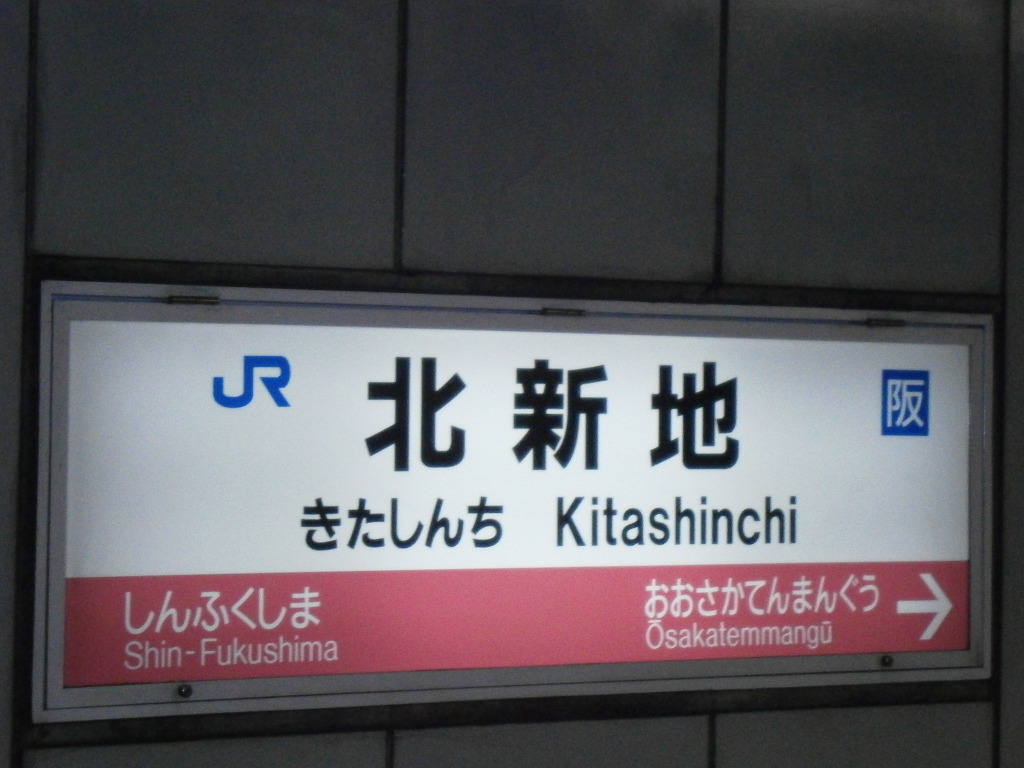 JR 北新地 阪
きたしんち Kitashinchi
しんふくしま おおさかてんまんぐう →
Shin-Fukushima Ōsakatemmangū